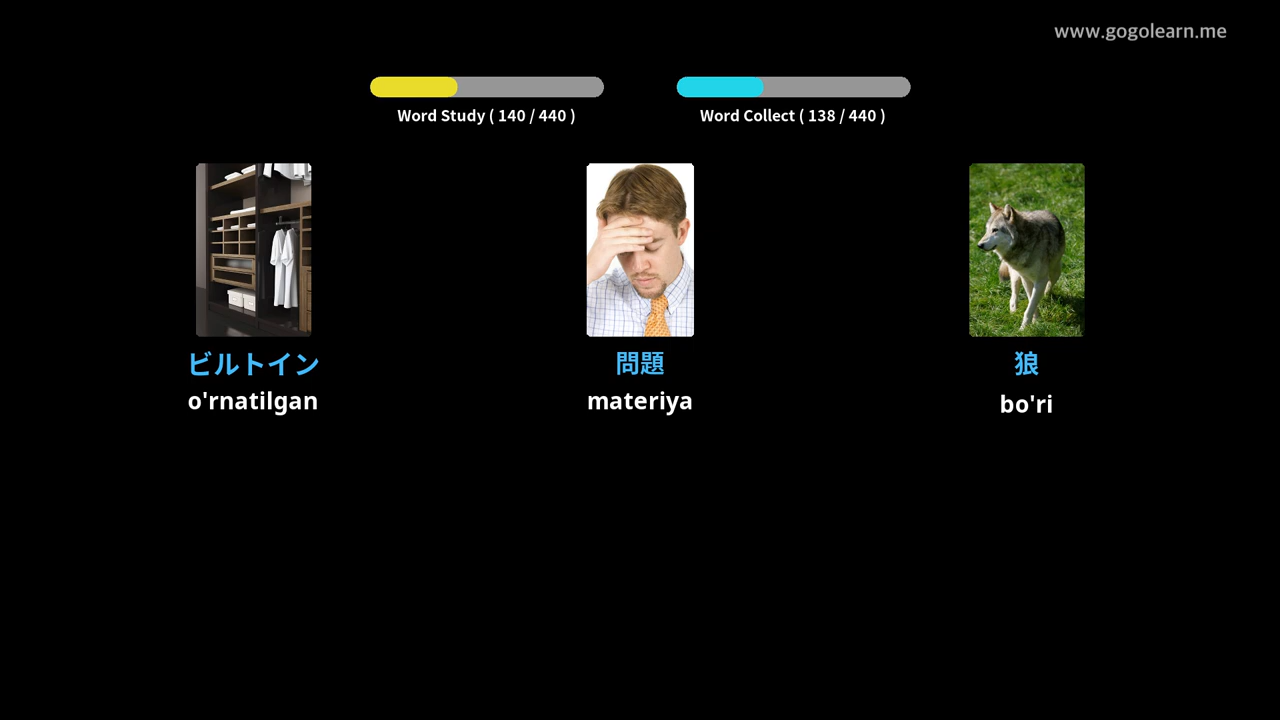 www.gogolearn.me
Word Study ( 140 / 440 )
Word Collect ( 138 / 440 )
ビルトイン
o'rnatilgan
問題
materiya
狼
bo'ri